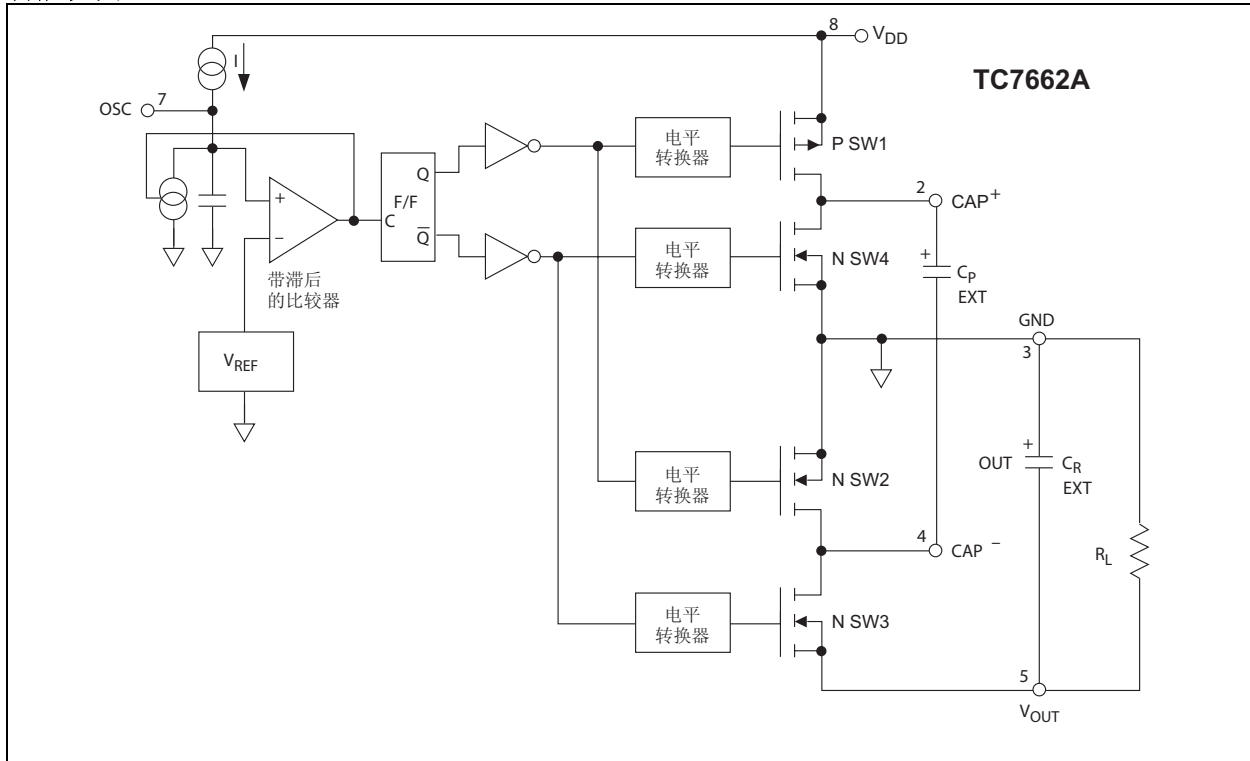 8
V_DD
TC7662A
I
7
OSC
电平
转换器
P SW1
Q
2
CAP+
F/F
C
+
电平
转换器
N SW4
+
C_P
EXT
Q̅
−
带滞后
的比较器
GND
3
V_REF
电平
转换器
N SW2
+
OUT
C_R
EXT
4
CAP −
R_L
电平
转换器
N SW3
5
V_OUT